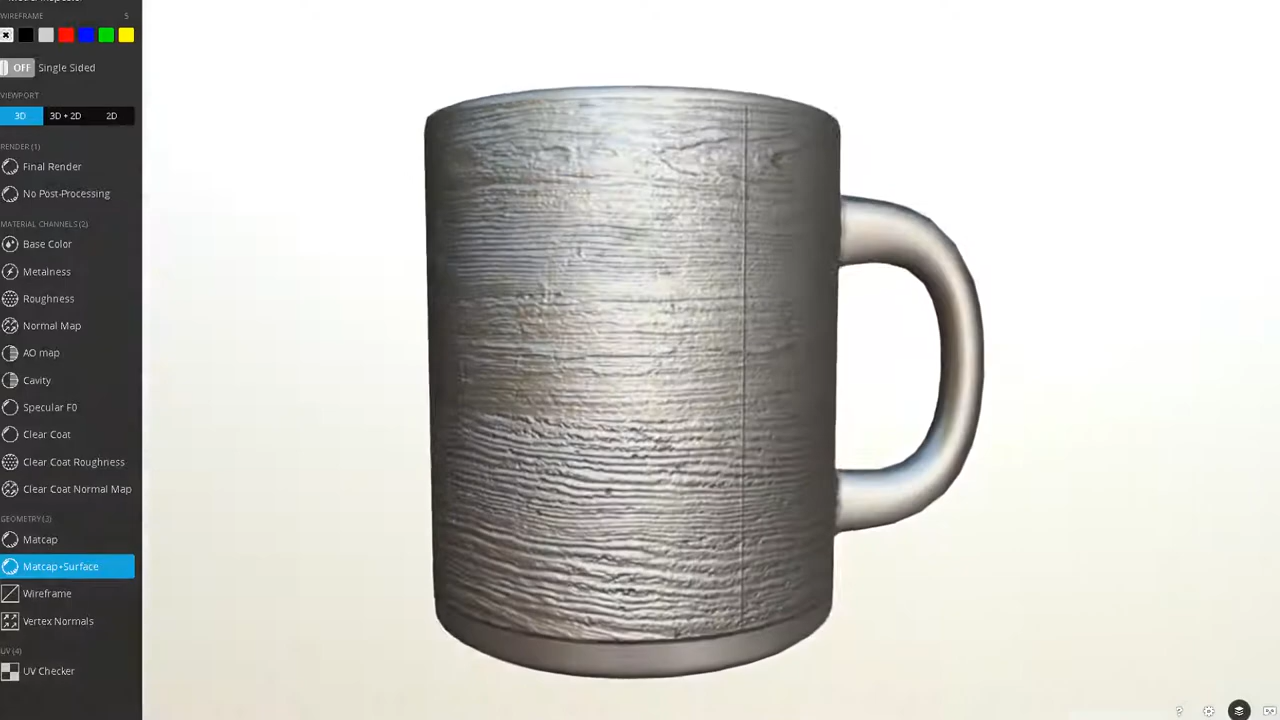 WIREFRAME S
OFF Single Sided
VIEWPORT
3D 3D + 2D 2D
RENDER (1)
Final Render
No Post-Processing
MATERIAL CHANNELS (2)
Base Color
Metalness
Roughness
Normal Map
AO map
Cavity
Specular F0
Clear Coat
Clear Coat Roughness
Clear Coat Normal Map
GEOMETRY (3)
Matcap
Matcap+Surface
Wireframe
Vertex Normals
UV (4)
UV Checker